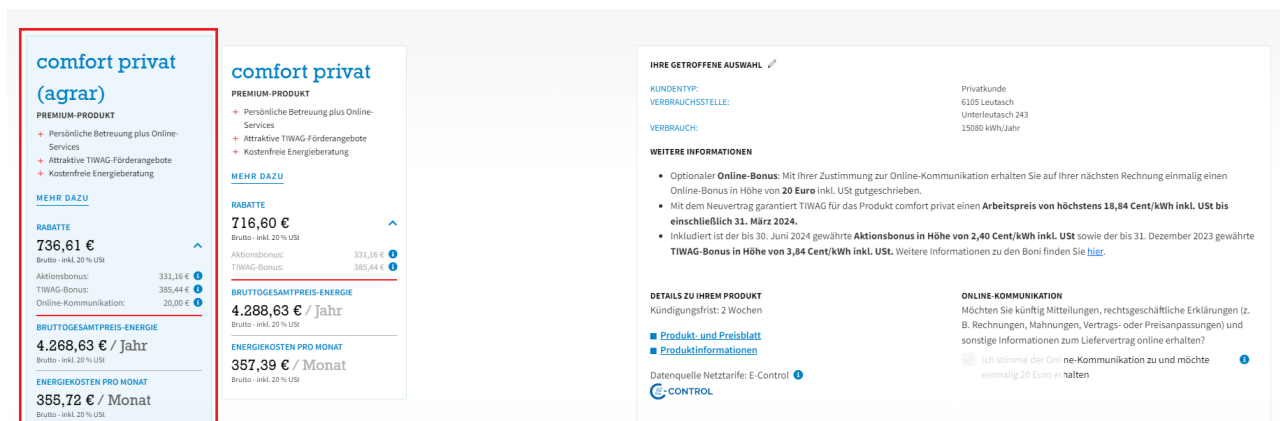 comfort privat
(agrar)
PREMIUM-PRODUKT
+ Persönliche Betreuung plus Online-
Services
+ Attraktive TIWAG-Förderangebote
+ Kostenfreie Energieberatung
MEHR DAZU
RABATTE
736,61 €
Brutto - inkl. 20 % USt
Aktionsbonus: 331,16 €
TIWAG-Bonus: 385,44 €
Online-Kommunikation: 20,00 €
BRUTTOGESAMTPREIS-ENERGIE
4.268,63 € / Jahr
Brutto - inkl. 20 % USt
ENERGIEKOSTEN PRO MONAT
355,72 € / Monat
Brutto - inkl. 20 % USt
comfort privat
PREMIUM-PRODUKT
+ Persönliche Betreuung plus Online-
Services
+ Attraktive TIWAG-Förderangebote
+ Kostenfreie Energieberatung
MEHR DAZU
RABATTE
716,60 €
Brutto - inkl. 20 % USt
Aktionsbonus: 331,16 €
TIWAG-Bonus: 385,44 €
BRUTTOGESAMTPREIS-ENERGIE
4.288,63 € / Jahr
Brutto - inkl. 20 % USt
ENERGIEKOSTEN PRO MONAT
357,39 € / Monat
Brutto - inkl. 20 % USt
IHRE GETROFFENE AUSWAHL
KUNDENTYP: Privatkunde
VERBRAUCHSSTELLE: 6105 Leutasch
Unterleutasch 243
VERBRAUCH: 15080 kWh/Jahr
WEITERE INFORMATIONEN
• Optionaler Online-Bonus: Mit Ihrer Zustimmung zur Online-Kommunikation erhalten Sie auf Ihrer nächsten Rechnung einmalig einen
Online-Bonus in Höhe von 20 Euro inkl. USt gutgeschrieben.
• Mit dem Neuvertrag garantiert TIWAG für das Produkt comfort privat einen Arbeitspreis von höchstens 18,84 Cent/kWh inkl. USt bis
einschließlich 31. März 2024.
• Inkludiert ist der bis 30. Juni 2024 gewährte Aktionsbonus in Höhe von 2,40 Cent/kWh inkl. USt sowie der bis 31. Dezember 2023 gewährte
TIWAG-Bonus in Höhe von 3,84 Cent/kWh inkl. USt. Weitere Informationen zu den Boni finden Sie hier.
DETAILS ZU IHREM PRODUKT
Kündigungsfrist: 2 Wochen
Produkt- und Preisblatt
Produktinformationen
Datenquelle Netztarife: E-Control
E-CONTROL
ONLINE-KOMMUNIKATION
Möchten Sie künftig Mitteilungen, rechtsgeschäftliche Erklärungen (z.
B. Rechnungen, Mahnungen, Vertrags- oder Preisanpassungen) und
sonstige Informationen zum Liefervertrag online erhalten?
Ich stimme der Online-Kommunikation zu und möchte
einmalig 20 Euro erhalten